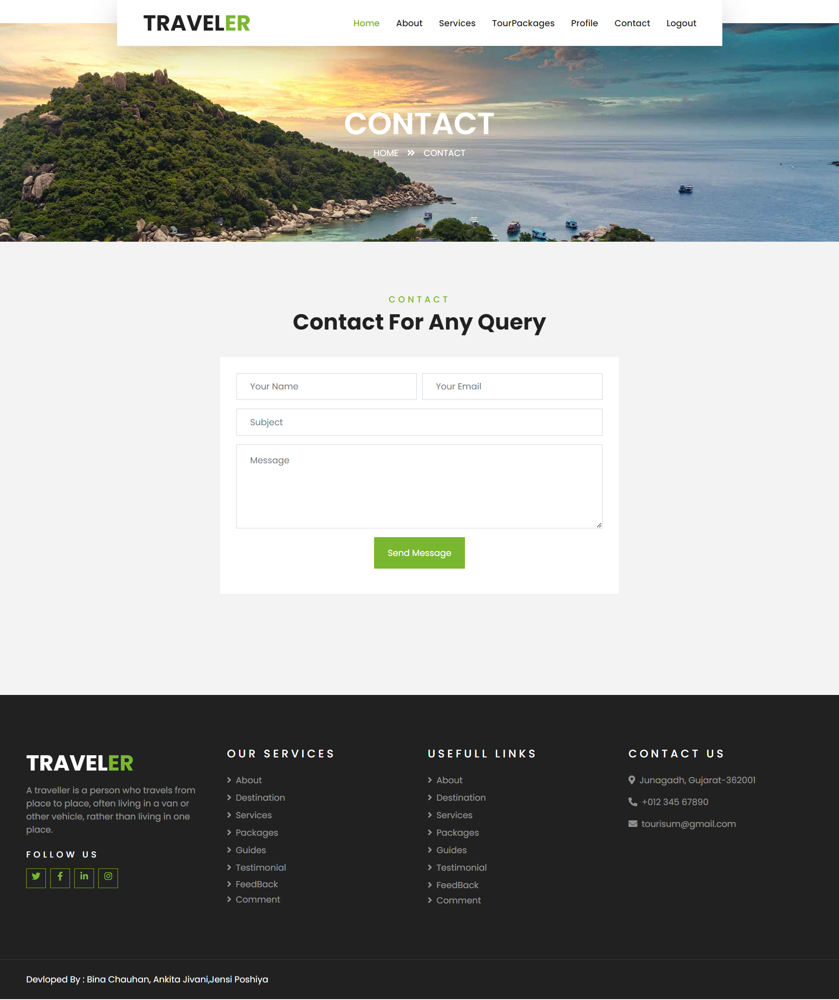 TRAVELER
Home About Services TourPackages Profile Contact Logout
CONTACT
HOME CONTACT
CONTACT
Contact For Any Query
Your Name Your Email
Subject
Message
Send Message
TRAVELER
A traveller is a person who travels from
place to place, often living in a van or
other vehicle, rather than living in one
place.
FOLLOW US
OUR SERVICES
About
Destination
Services
Packages
Guides
Testimonial
FeedBack
Comment
USEFULL LINKS
About
Destination
Services
Packages
Guides
Testimonial
FeedBack
Comment
CONTACT US
Junagadh, Gujarat-362001
+012 345 67890
tourisum@gmail.com
Devloped By : Bina Chauhan, Ankita Jivani,Jensi Poshiya